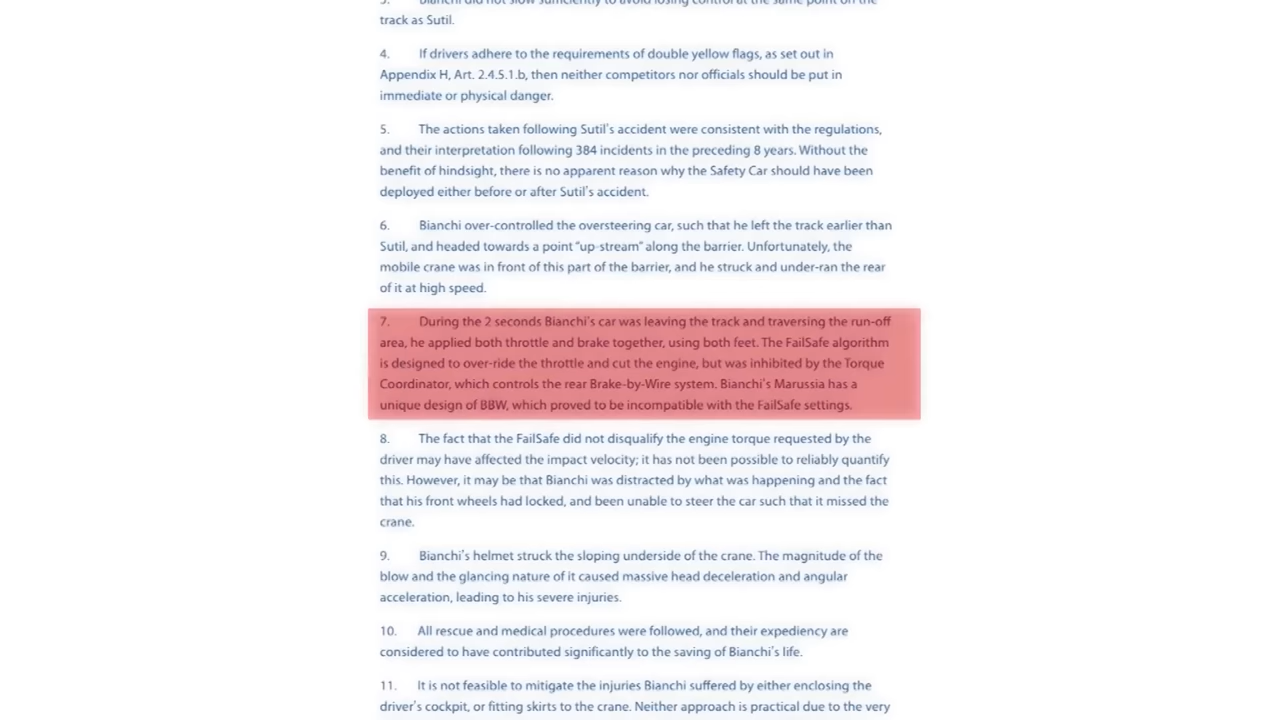 3. Bianchi did not slow sufficiently to avoid losing control at the same point on the
track as Sutil.
4. If drivers adhere to the requirements of double yellow flags, as set out in
Appendix H, Art. 2.4.5.1.b, then neither competitors nor officials should be put in
immediate or physical danger.
5. The actions taken following Sutil's accident were consistent with the regulations,
and their interpretation following 384 incidents in the preceding 8 years. Without the
benefit of hindsight, there is no apparent reason why the Safety Car should have been
deployed either before or after Sutil's accident.
6. Bianchi over-controlled the oversteering car, such that he left the track earlier than
Sutil, and headed towards a point "up-stream" along the barrier. Unfortunately, the
mobile crane was in front of this part of the barrier, and he struck and under-ran the rear
of it at high speed.
7. During the 2 seconds Bianchi's car was leaving the track and traversing the run-off
area, he applied both throttle and brake together, using both feet. The FailSafe algorithm
is designed to over-ride the throttle and cut the engine, but was inhibited by the Torque
Coordinator, which controls the rear Brake-by-Wire system. Bianchi's Marussia has a
unique design of BBW, which proved to be incompatible with the FailSafe settings.
8. The fact that the FailSafe did not disqualify the engine torque requested by the
driver may have affected the impact velocity; it has not been possible to reliably quantify
this. However, it may be that Bianchi was distracted by what was happening and the fact
that his front wheels had locked, and been unable to steer the car such that it missed the
crane.
9. Bianchi's helmet struck the sloping underside of the crane. The magnitude of the
blow and the glancing nature of it caused massive head deceleration and angular
acceleration, leading to his severe injuries.
10. All rescue and medical procedures were followed, and their expediency are
considered to have contributed significantly to the saving of Bianchi's life.
11. It is not feasible to mitigate the injuries Bianchi suffered by either enclosing the
driver's cockpit, or fitting skirts to the crane. Neither approach is practical due to the very